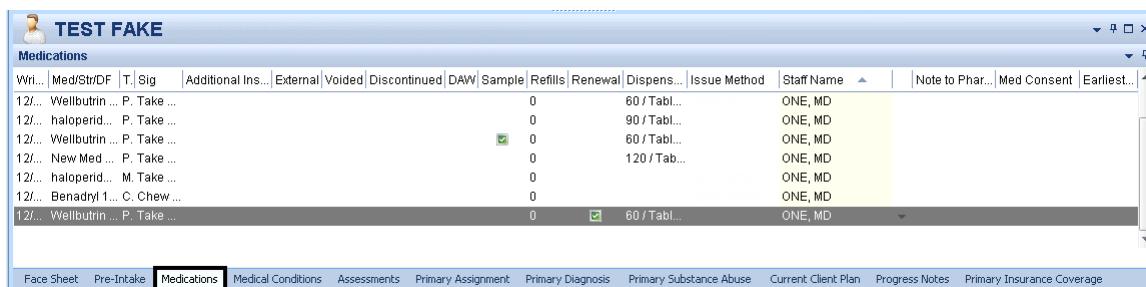 TEST FAKE
Medications
Wri... Med/Str/DF T. Sig Additional Ins... External Voided Discontinued DAW Sample Refills Renewal Dispens... Issue Method Staff Name Note to Phar... Med Consent Earliest...
12/... Wellbutrin ... P. Take ... 0 60 / Tabl... ONE, MD
12/... haloperid... P. Take ... 0 90 / Tabl... ONE, MD
12/... Wellbutrin ... P. Take ... 0 60 / Tabl... ONE, MD
12/... New Med ... P. Take ... 0 120 / Tab... ONE, MD
12/... haloperid... M. Take ... 0 ONE, MD
12/... Benadryl 1... C. Chew ... 0 ONE, MD
12/... Wellbutrin ... P. Take ... 0 60 / Tabl... ONE, MD
Face Sheet Pre-Intake Medications Medical Conditions Assessments Primary Assignment Primary Diagnosis Primary Substance Abuse Current Client Plan Progress Notes Primary Insurance Coverage